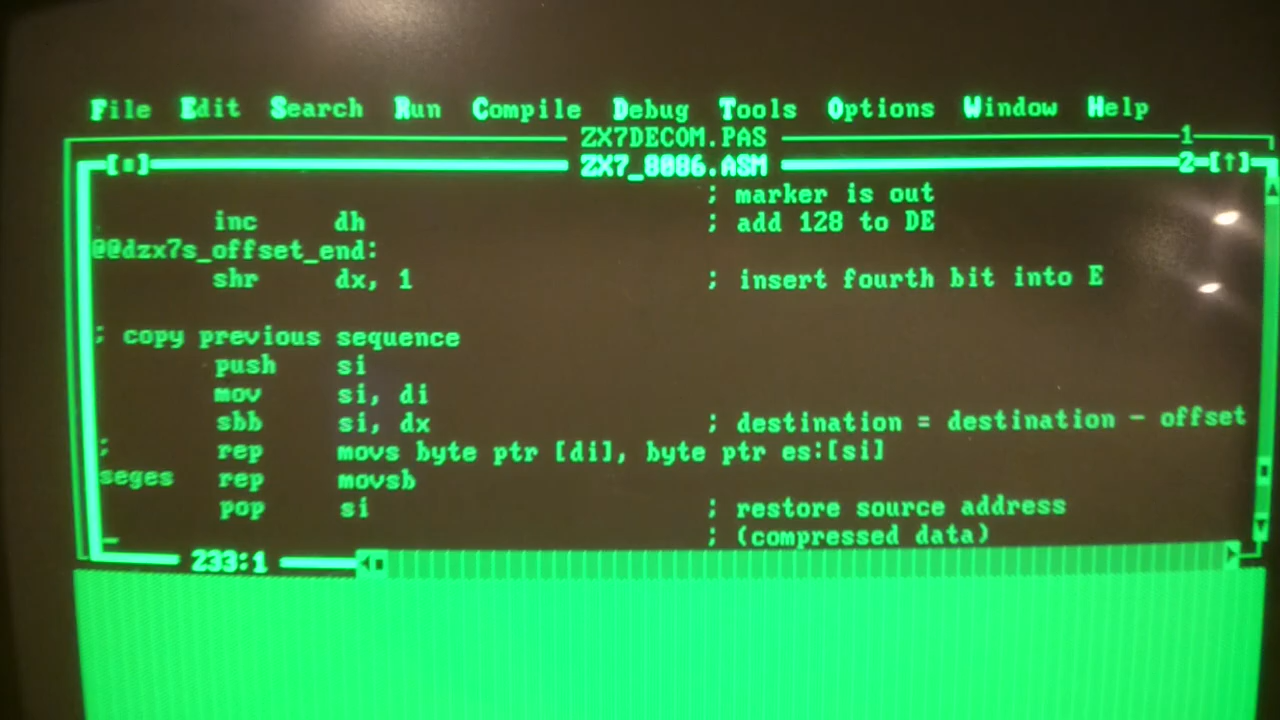 File Edit Search Run Compile Debug Tools Options Window Help
ZX7DECOM.PAS 1
[▪] ZX7_8086.ASM 2=[↑]
; marker is out
inc dh ; add 128 to DE
@@dzx7s_offset_end:
shr dx, 1 ; insert fourth bit into E
; copy previous sequence
push si
mov si, di
sbb si, dx ; destination = destination - offset
; rep movs byte ptr [di], byte ptr es:[si]
seges rep movsb
pop si ; restore source address
; (compressed data)
233:1